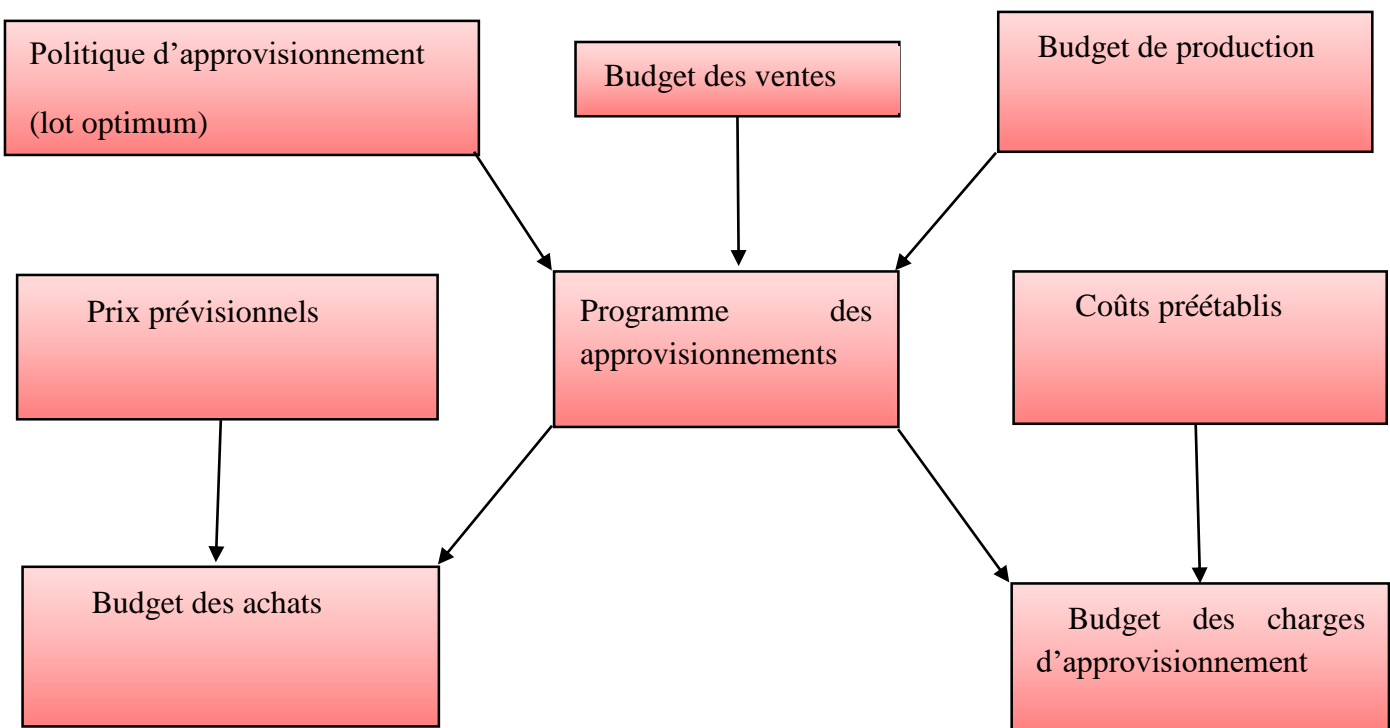 Politique d’approvisionnement
(lot optimum)
Budget des ventes
Budget de production
Prix prévisionnels
Programme des
approvisionnements
Coûts préétablis
Budget des achats
Budget des charges
d’approvisionnement